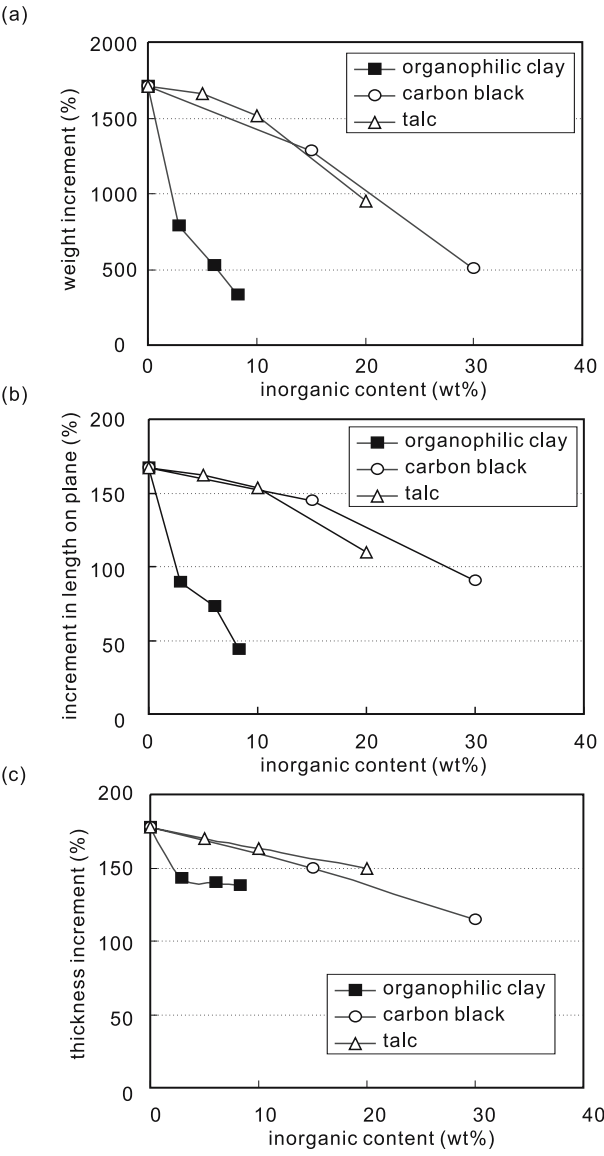 (a)
2000
1500
1000
500
0
weight increment (%)
organophilic clay
carbon black
talc
0 10 20 30 40
inorganic content (wt%)
(b)
200
150
100
50
0
increment in length on plane (%)
organophilic clay
carbon black
talc
0 10 20 30 40
inorganic content (wt%)
(c)
200
150
100
50
0
thickness increment (%)
organophilic clay
carbon black
talc
0 10 20 30 40
inorganic content (wt%)